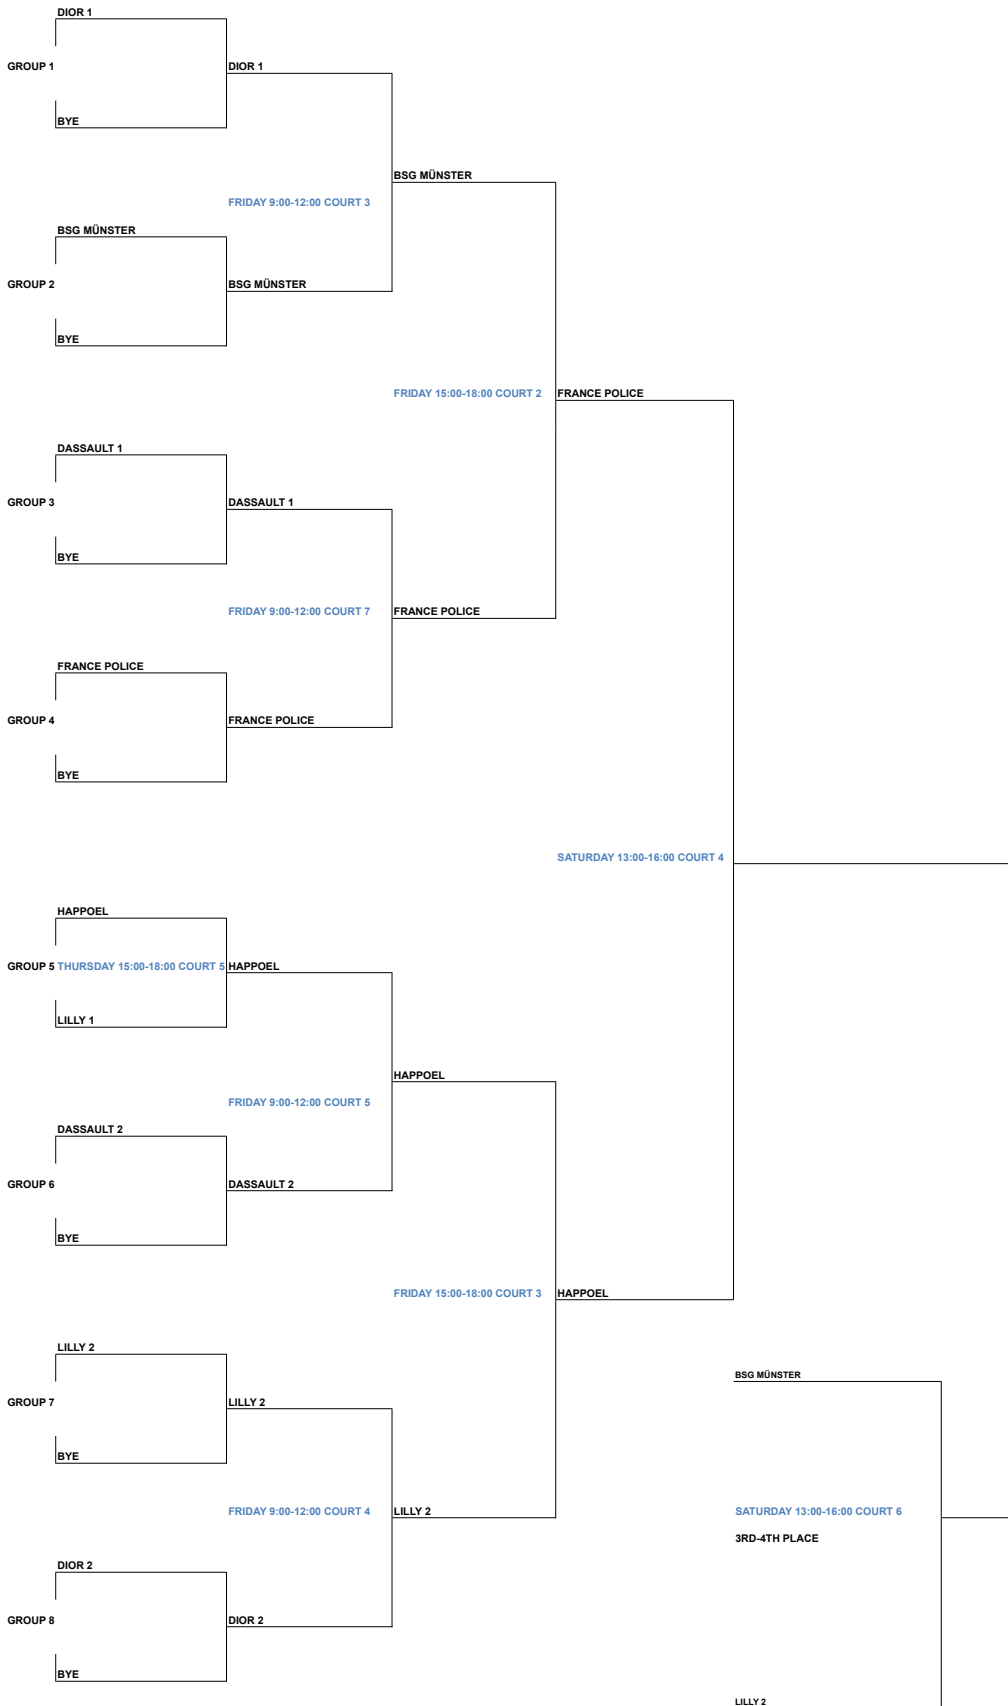 DIOR 1
GROUP 1
DIOR 1
BYE
BSG MÜNSTER
FRIDAY 9:00-12:00 COURT 3
BSG MÜNSTER
GROUP 2
BSG MÜNSTER
BYE
FRIDAY 15:00-18:00 COURT 2
FRANCE POLICE
DASSAULT 1
GROUP 3
DASSAULT 1
BYE
FRIDAY 9:00-12:00 COURT 7
FRANCE POLICE
FRANCE POLICE
GROUP 4
FRANCE POLICE
BYE
SATURDAY 13:00-16:00 COURT 4
HAPPOEL
GROUP 5
THURSDAY 15:00-18:00 COURT 5
HAPPOEL
LILLY 1
HAPPOEL
FRIDAY 9:00-12:00 COURT 5
DASSAULT 2
GROUP 6
DASSAULT 2
BYE
FRIDAY 15:00-18:00 COURT 3
HAPPOEL
LILLY 2
BSG MÜNSTER
GROUP 7
LILLY 2
BYE
FRIDAY 9:00-12:00 COURT 4
LILLY 2
SATURDAY 13:00-16:00 COURT 6
3RD-4TH PLACE
DIOR 2
GROUP 8
DIOR 2
BYE
LILLY 2